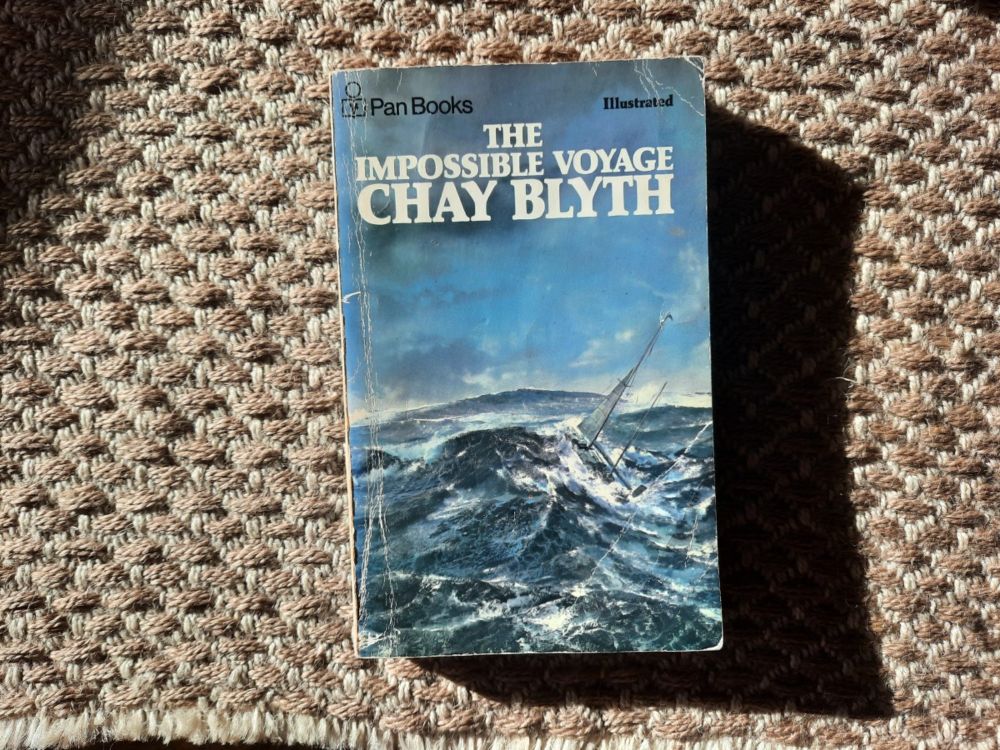 Pan Books
Illustrated
THE
IMPOSSIBLE VOYAGE
CHAY BLYTH